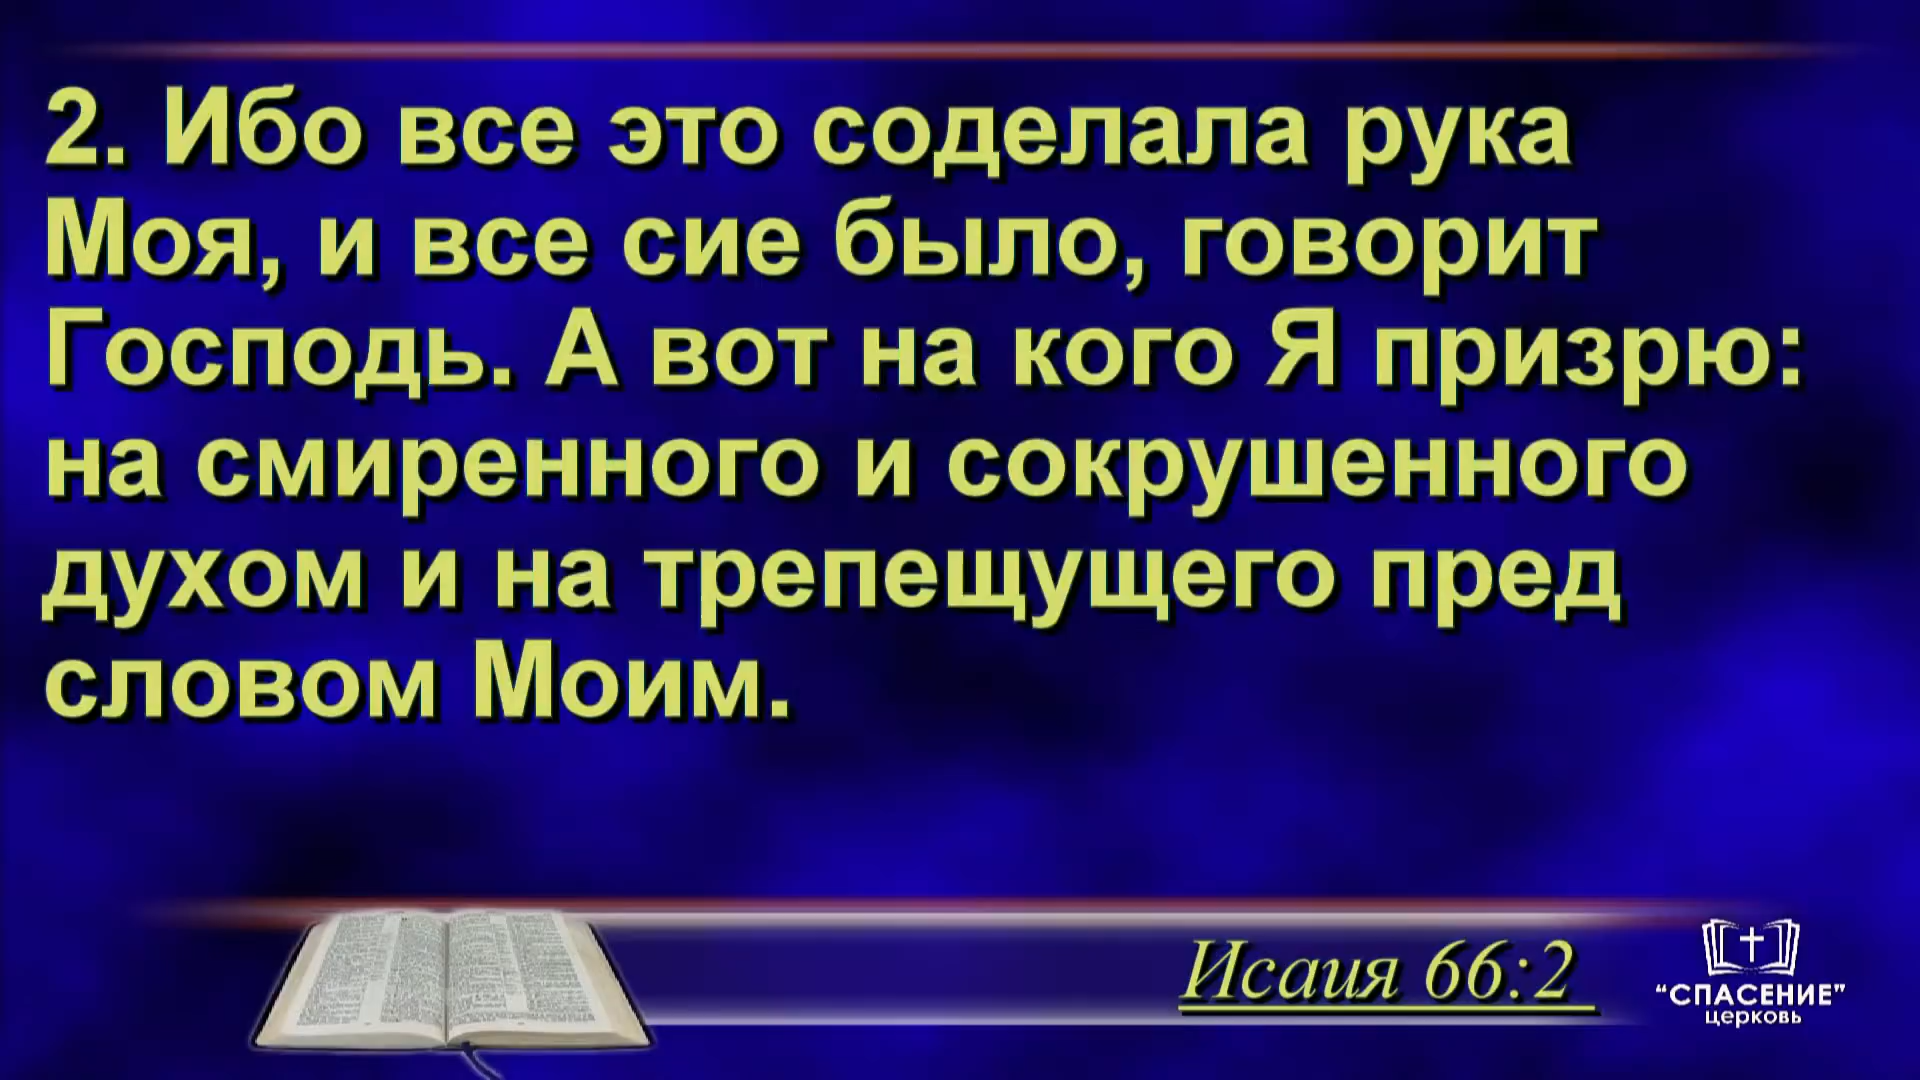 2. Ибо все это соделала рука
Моя, и все сие было, говорит
Господь. А вот на кого Я призрю:
на смиренного и сокрушенного
духом и на трепещущего пред
словом Моим.
Исаия 66:2
“СПАСЕНИЕ”
церковь